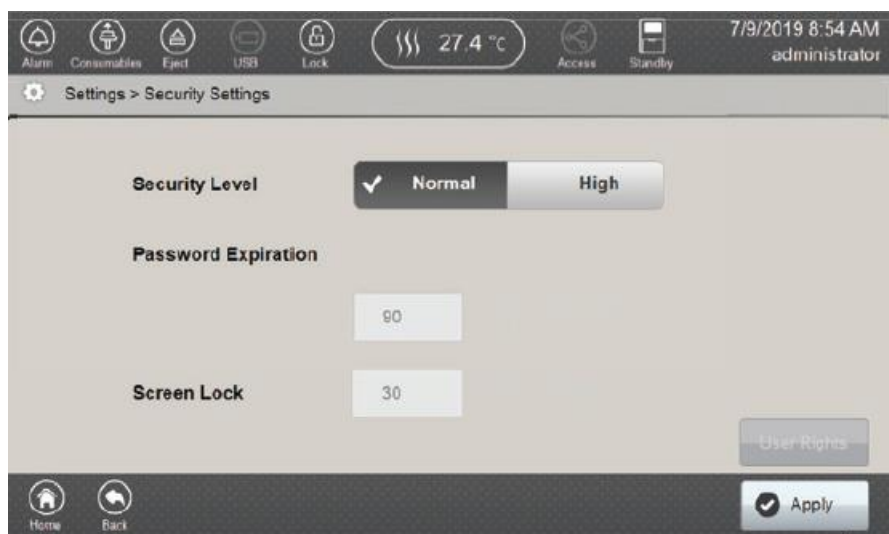 27.4 °C
7/9/2019 8:54 AM
administrator
Alarm Consumables Eject USB Lock Access Standby
Settings > Security Settings
Security Level Normal High
Password Expiration
90
Screen Lock 30
User Rights
Home Back Apply